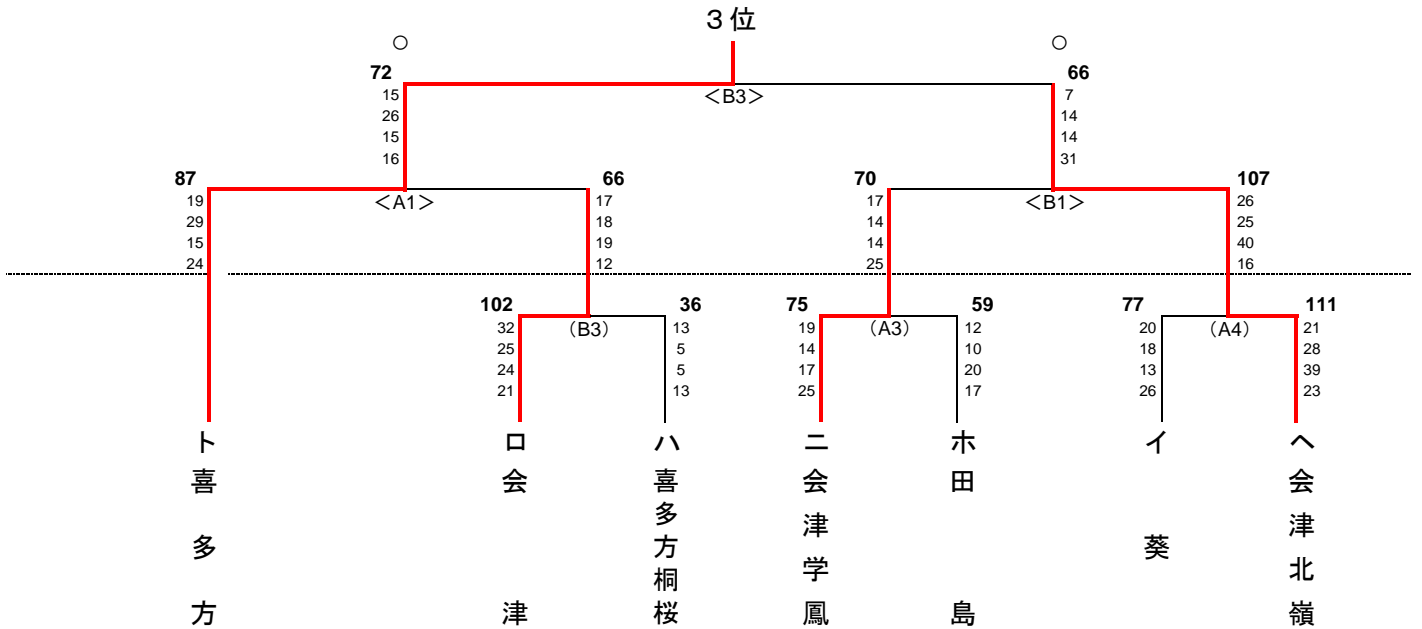 ３位
○ ○
72 66
＜B3＞
15 7
26 14
15 14
16 31
87 66 70 107
＜A1＞ ＜B1＞
19 17 17 26
29 18 14 25
15 19 14 40
24 12 25 16
102 36 75 59 77 111
（B3） （A3） （A4）
32 13 19 12 20 21
25 5 14 10 18 28
24 5 17 20 13 39
21 13 25 17 26 23
ト 喜多方
ロ 会津
ハ 喜多方桐桜
ニ 会津学鳳
ホ 田島
イ 葵
ヘ 会津北嶺